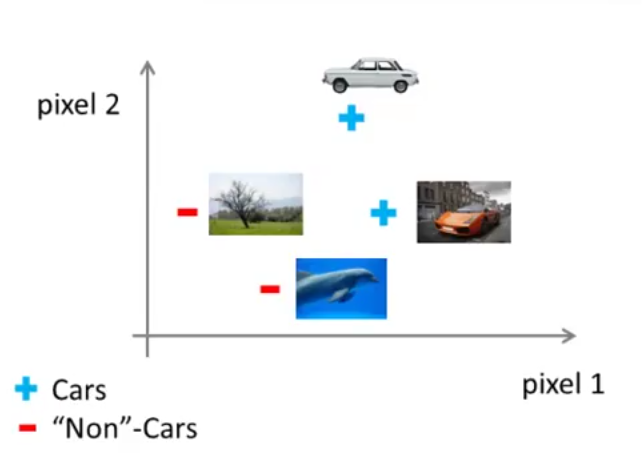 pixel 2
pixel 1
Cars
“Non”-Cars